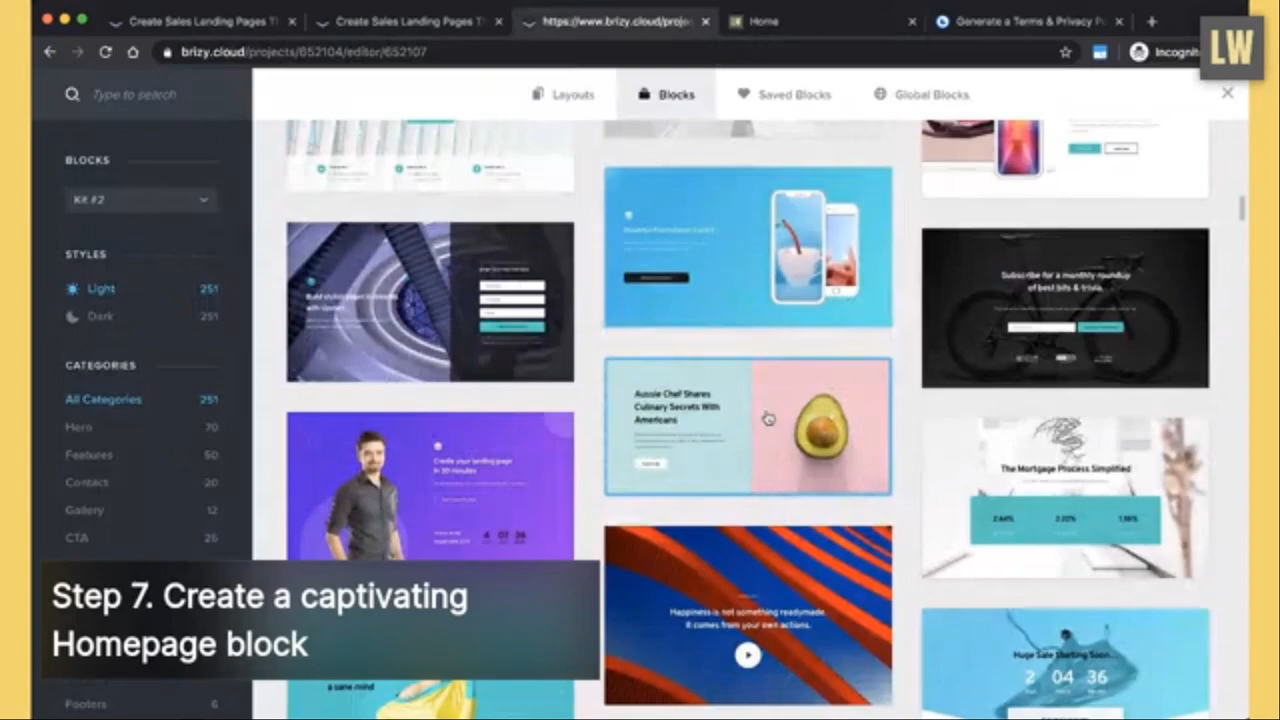 Create Sales Landing Pages T
Create Sales Landing Pages T
https://www.brizy.cloud/proje
Home
Generate a Terms & Privacy P
brizy.cloud/projects/652104/editor/652107
Incognit
LW
Type to search
Layouts
Blocks
Saved Blocks
Global Blocks
BLOCKS
Kit #2
STYLES
Light 251
Dark 251
CATEGORIES
All Categories 251
Hero 70
Features 50
Contact 20
Gallery 12
CTA 25
Footers 6
Subscribe for a monthly roundup
of best bits & trivia.
Aussie Chef Shares
Culinary Secrets With
Americans
Create your landing page
in 30 minutes
The Mortgage Process Simplified
Happiness is not something readymade.
It comes from your own actions.
Huge Sale Starting Soon...
2 04 36
a sane mind
Step 7. Create a captivating
Homepage block